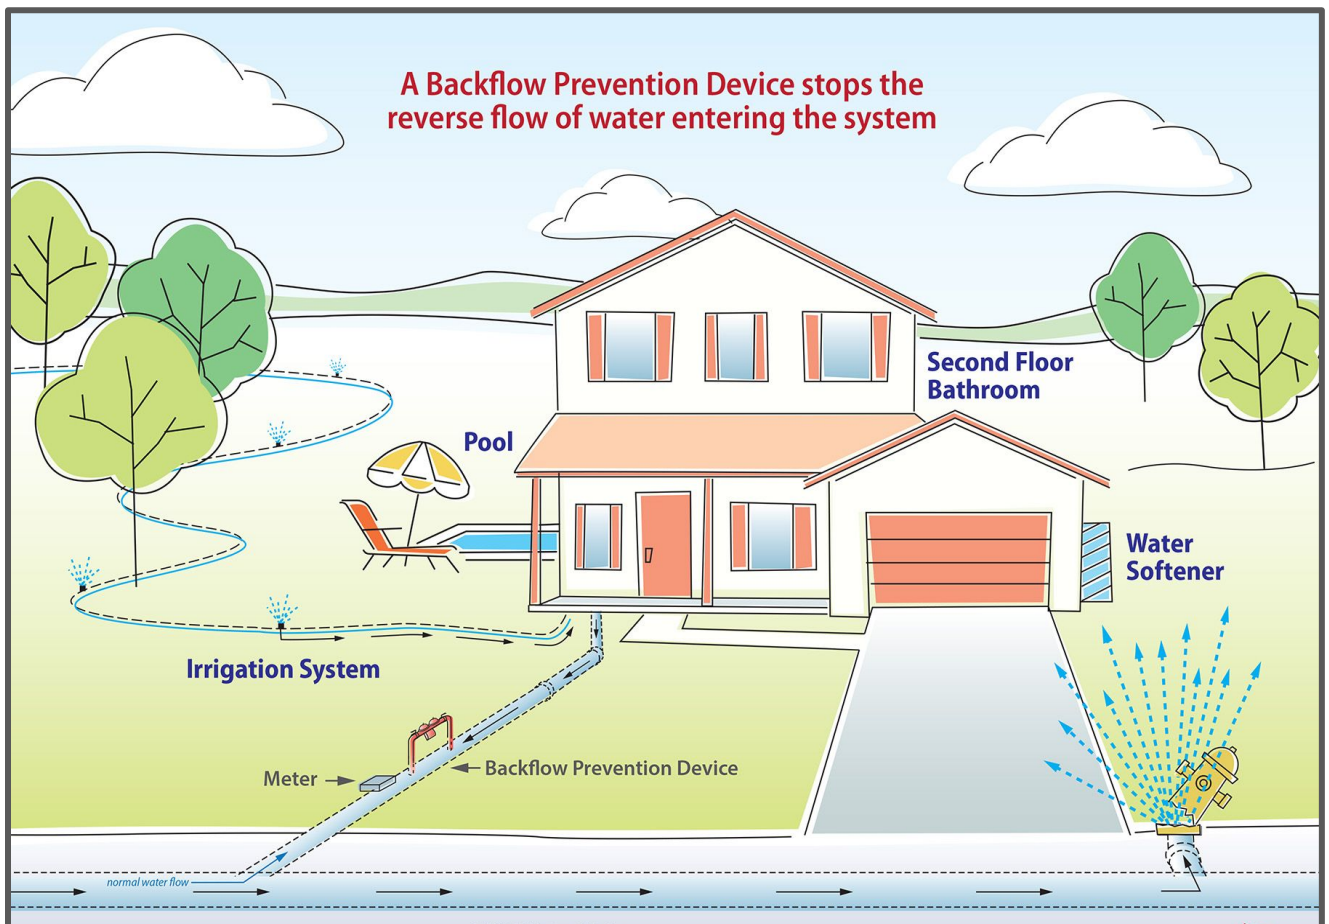 A Backflow Prevention Device stops the
reverse flow of water entering the system
Second Floor
Bathroom
Pool
Water
Softener
Irrigation System
Meter
Backflow Prevention Device
normal water flow